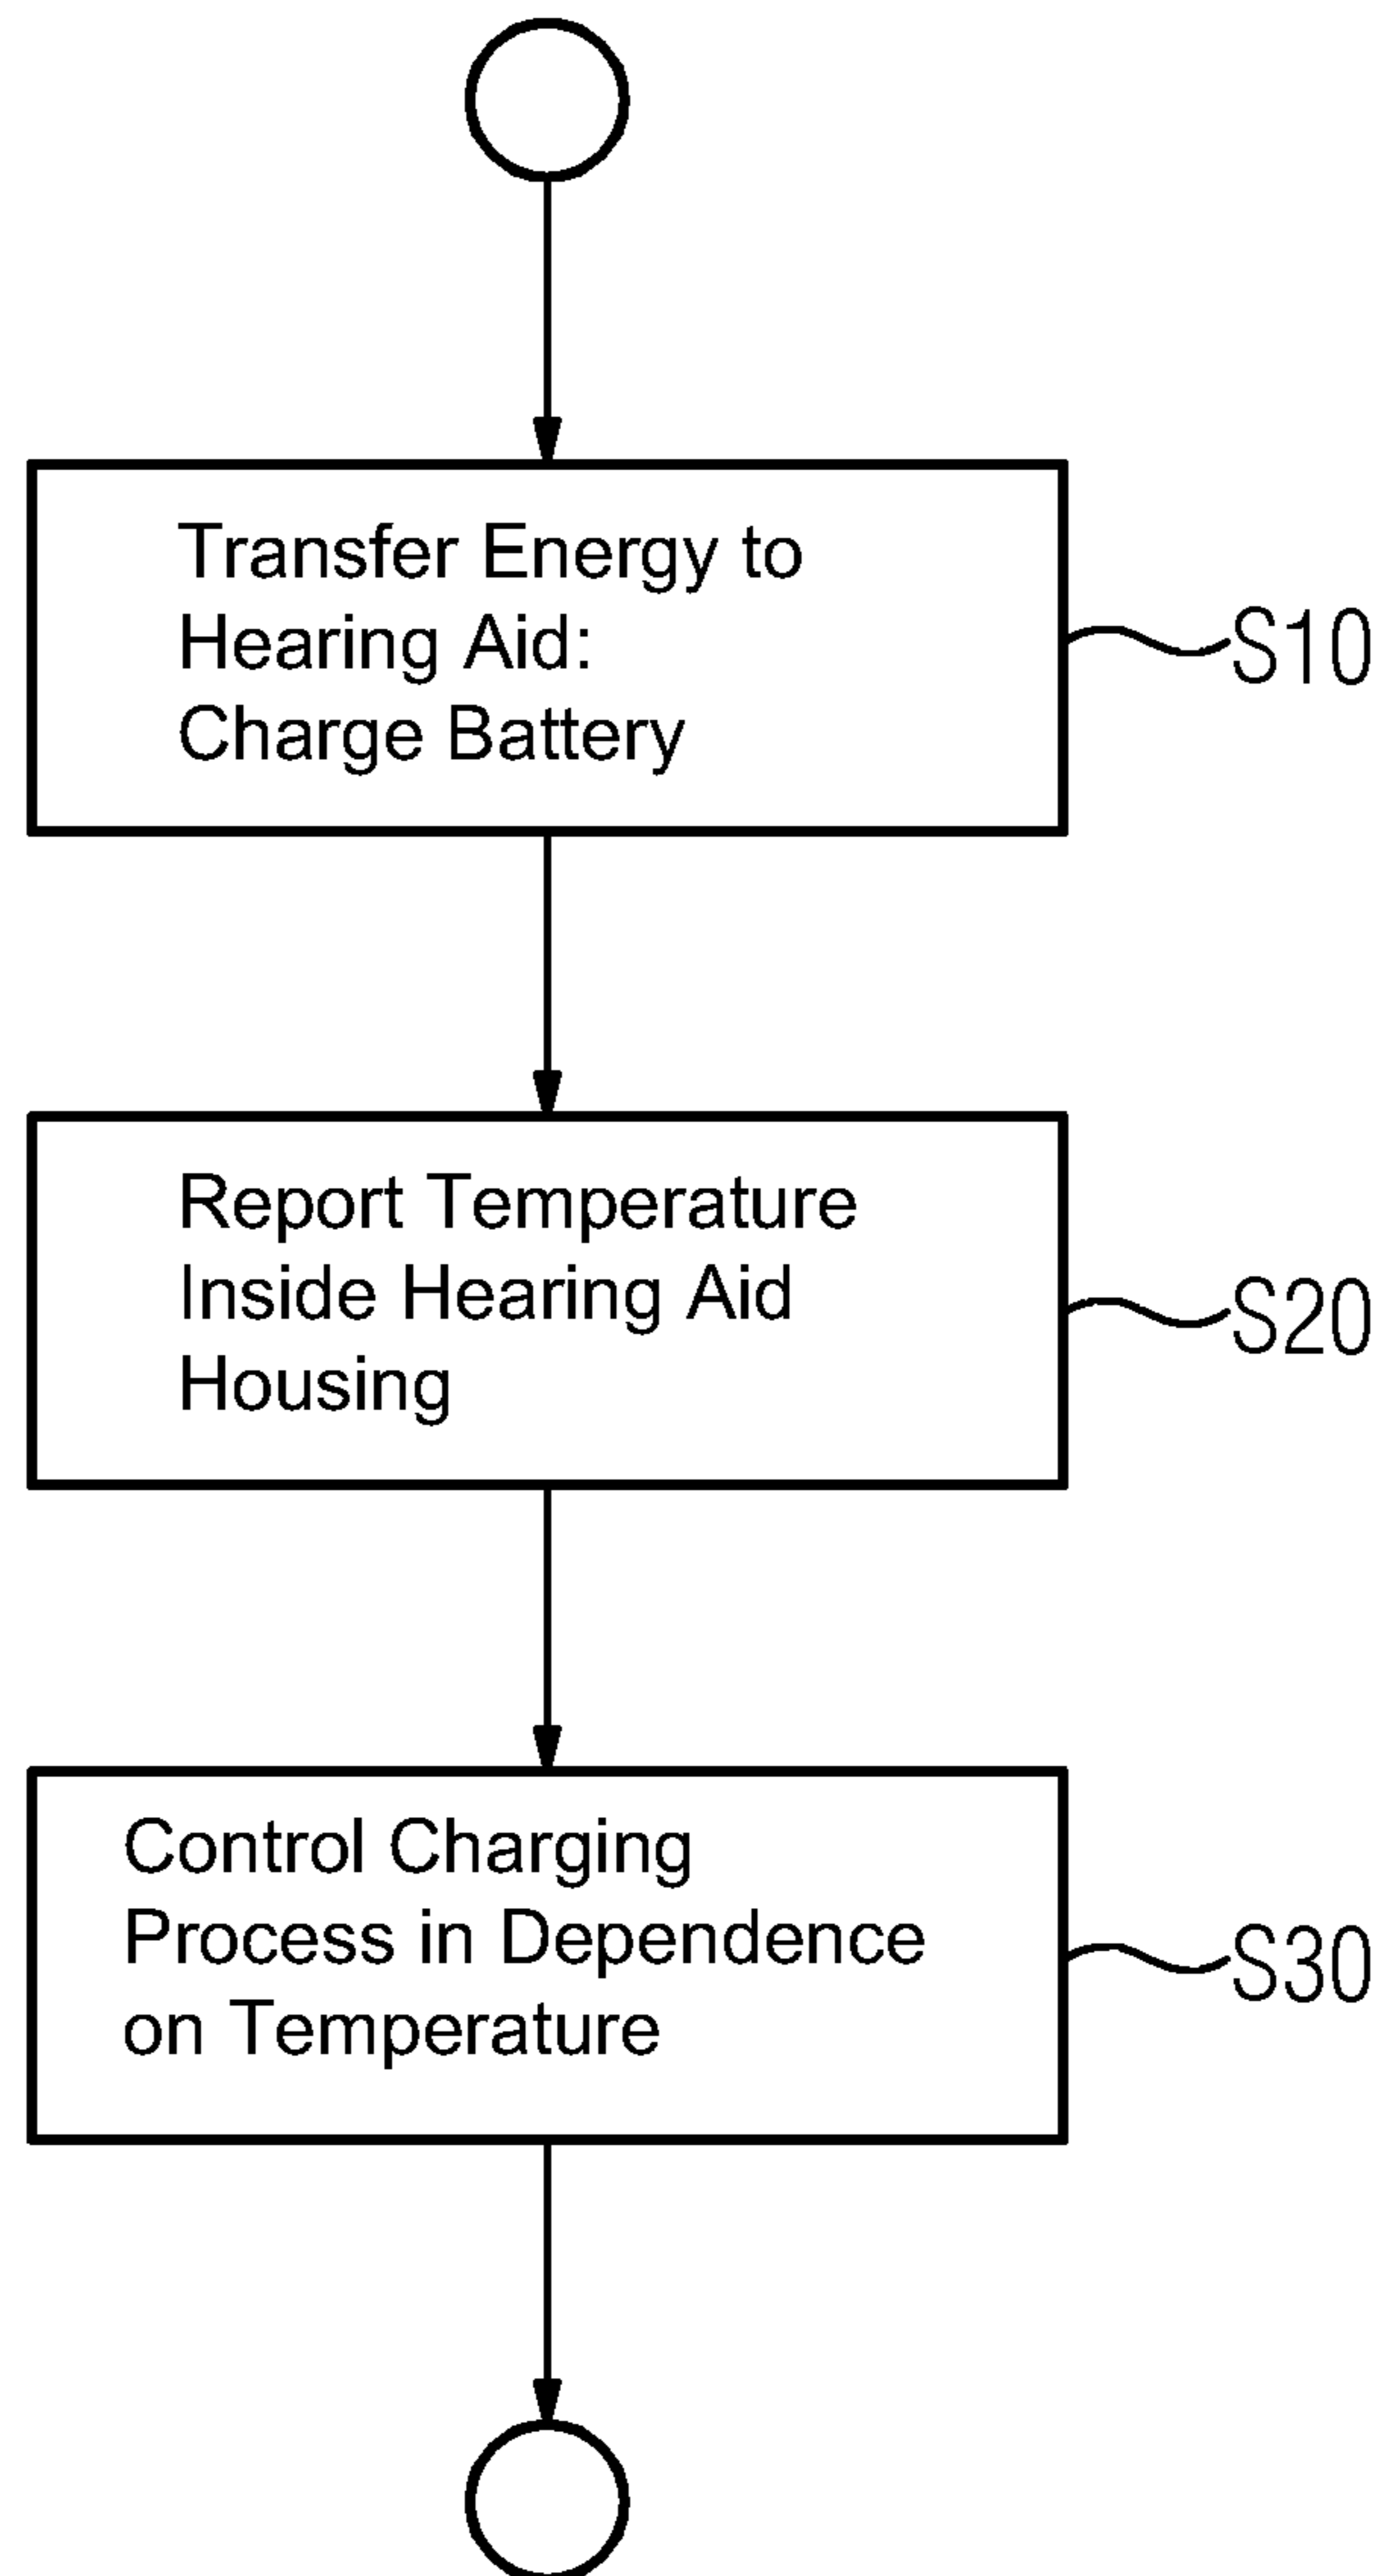 Transfer Energy to
Hearing Aid:
Charge Battery
S10
Report Temperature
Inside Hearing Aid
Housing
S20
Control Charging
Process in Dependence
on Temperature
S30